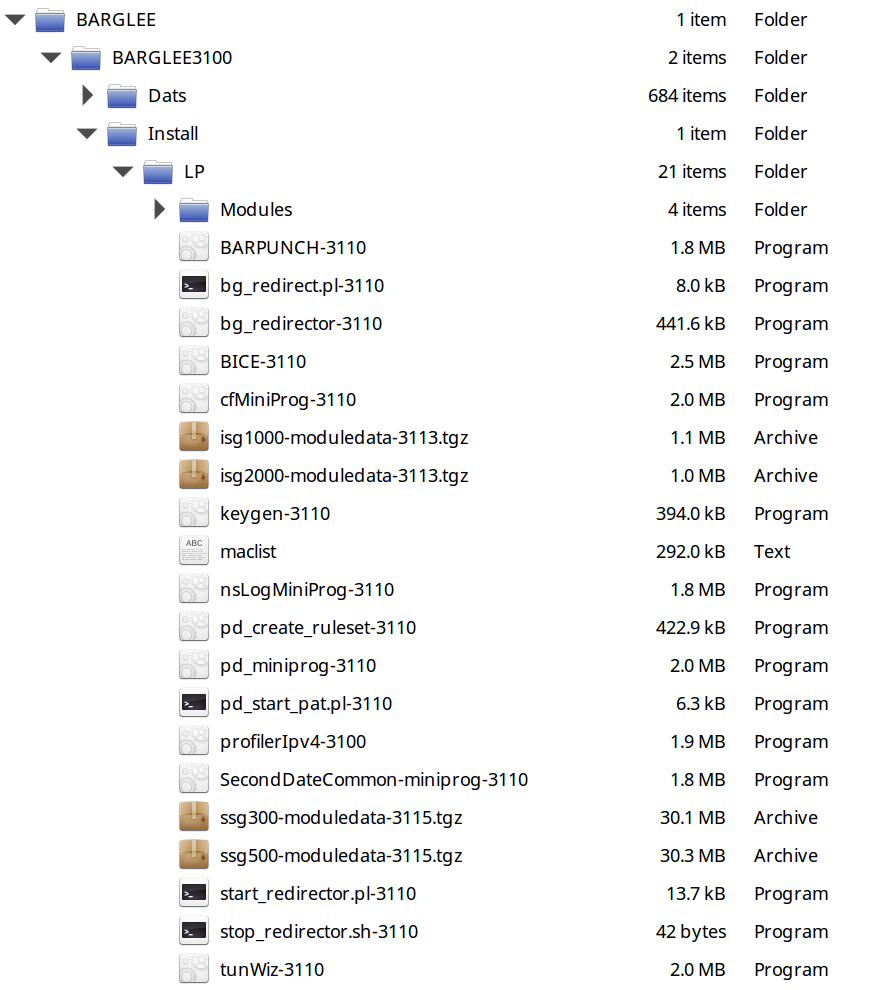 BARGLEE 1 item Folder
BARGLEE3100 2 items Folder
Dats 684 items Folder
Install 1 item Folder
LP 21 items Folder
Modules 4 items Folder
BARPUNCH-3110 1.8 MB Program
bg_redirect.pl-3110 8.0 kB Program
bg_redirector-3110 441.6 kB Program
BICE-3110 2.5 MB Program
cfMiniProg-3110 2.0 MB Program
isg1000-moduledata-3113.tgz 1.1 MB Archive
isg2000-moduledata-3113.tgz 1.0 MB Archive
keygen-3110 394.0 kB Program
ABC maclist 292.0 kB Text
nsLogMiniProg-3110 1.8 MB Program
pd_create_ruleset-3110 422.9 kB Program
pd_miniprog-3110 2.0 MB Program
pd_start_pat.pl-3110 6.3 kB Program
profilerIpv4-3100 1.9 MB Program
SecondDateCommon-miniprog-3110 1.8 MB Program
ssg300-moduledata-3115.tgz 30.1 MB Archive
ssg500-moduledata-3115.tgz 30.3 MB Archive
start_redirector.pl-3110 13.7 kB Program
stop_redirector.sh-3110 42 bytes Program
tunWiz-3110 2.0 MB Program